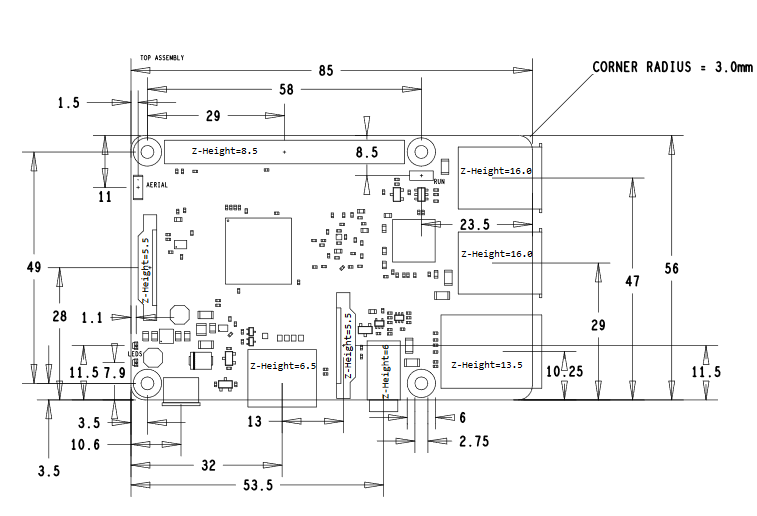 TOP ASSEMBLY
CORNER RADIUS = 3.0mm
85
58
1.5
29
Z-Height=8.5
8.5
Z-Height=16.0
RUN
AERIAL
11
23.5
Z-Height=5.5
Z-Height=16.0
49
47
56
28
1.1
29
Z-Height=5.5
LEDS
11.5
7.9
Z-Height=6.5
Z-Height=6
Z-Height=13.5
10.25
11.5
3.5
13
6
10.6
2.75
3.5
32
53.5